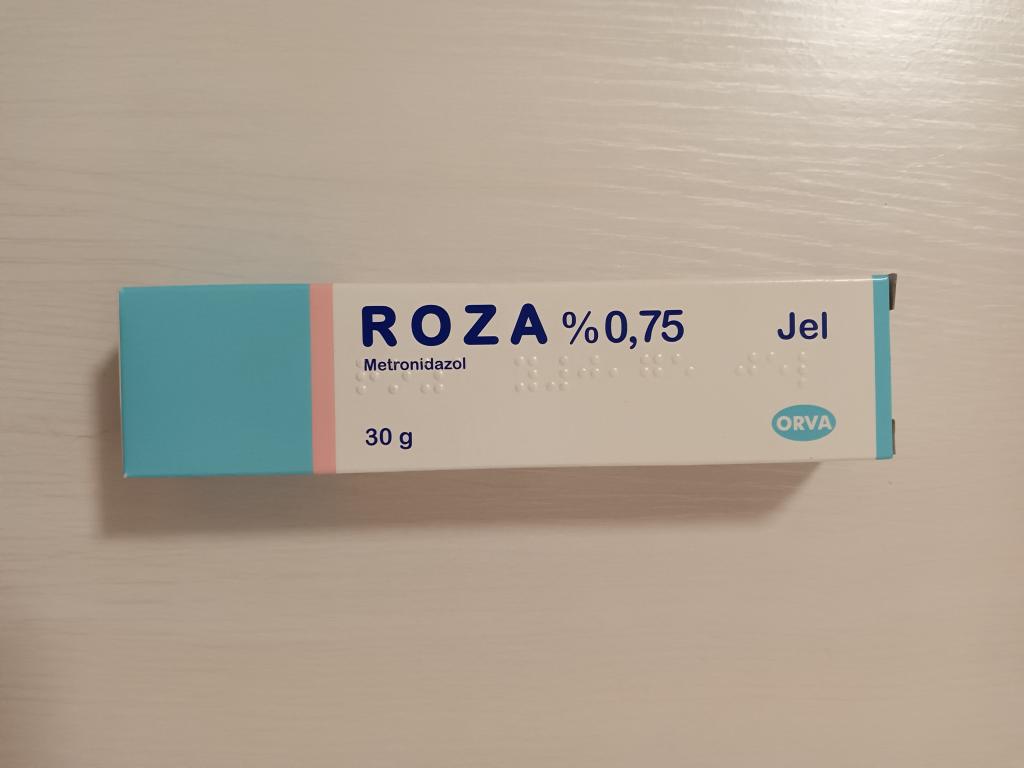 ROZA %0,75 Jel
Metronidazol
30 g
ORVA